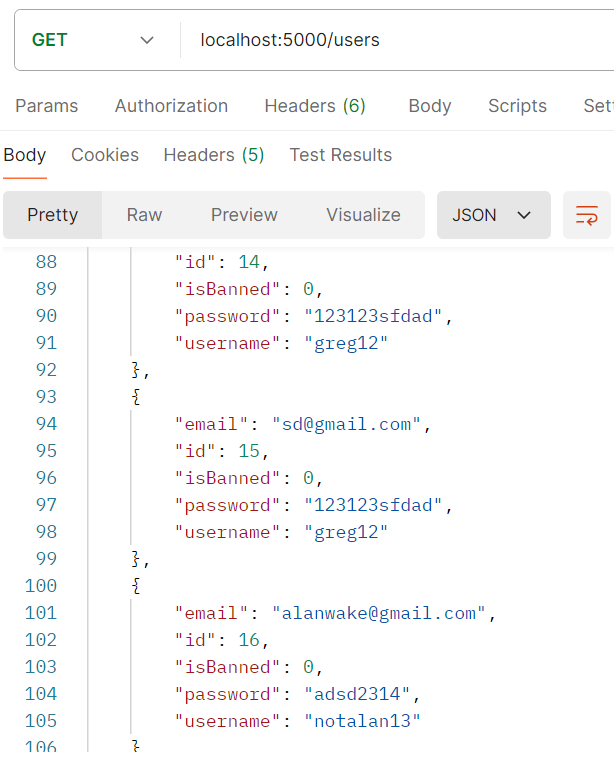 GET localhost:5000/users
Params Authorization Headers (6) Body Scripts Set
Body Cookies Headers (5) Test Results
Pretty Raw Preview Visualize JSON
88 "id": 14,
89 "isBanned": 0,
90 "password": "123123sfdad",
91 "username": "greg12"
92 },
93 {
94 "email": "sd@gmail.com",
95 "id": 15,
96 "isBanned": 0,
97 "password": "123123sfdad",
98 "username": "greg12"
99 },
100 {
101 "email": "alanwake@gmail.com",
102 "id": 16,
103 "isBanned": 0,
104 "password": "adsd2314",
105 "username": "notalan13"
106 }